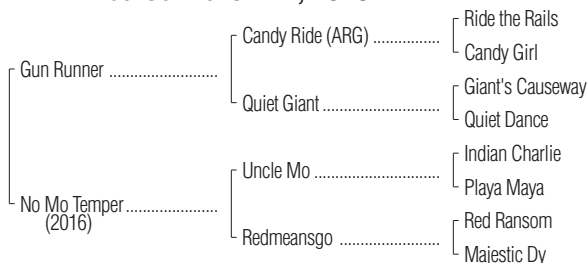 Ride the Rails
Candy Ride (ARG) ................
Candy Girl
Gun Runner ..........................
Giant's Causeway
Quiet Giant ............................
Quiet Dance
Indian Charlie
Uncle Mo ...............................
Playa Maya
No Mo Temper ......................
(2016)
Red Ransom
Redmeansgo ........................
Majestic Dy